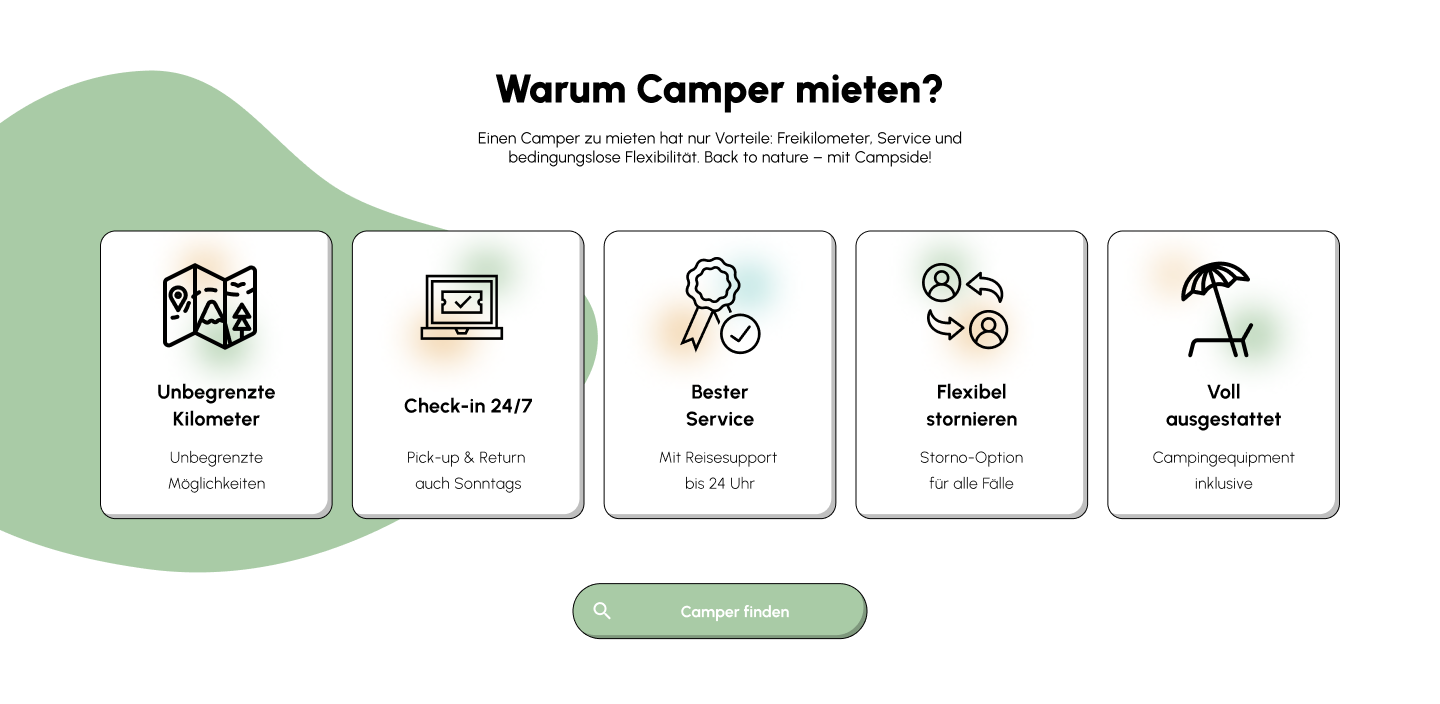 Warum Camper mieten?
Einen Camper zu mieten hat nur Vorteile: Freikilometer, Service und
bedingungslose Flexibilität. Back to nature – mit Campside!
Unbegrenzte
Kilometer
Unbegrenzte
Möglichkeiten
Check-in 24/7
Pick-up & Return
auch Sonntags
Bester
Service
Mit Reisesupport
bis 24 Uhr
Flexibel
stornieren
Storno-Option
für alle Fälle
Voll
ausgestattet
Campingequipment
inklusive
Camper finden